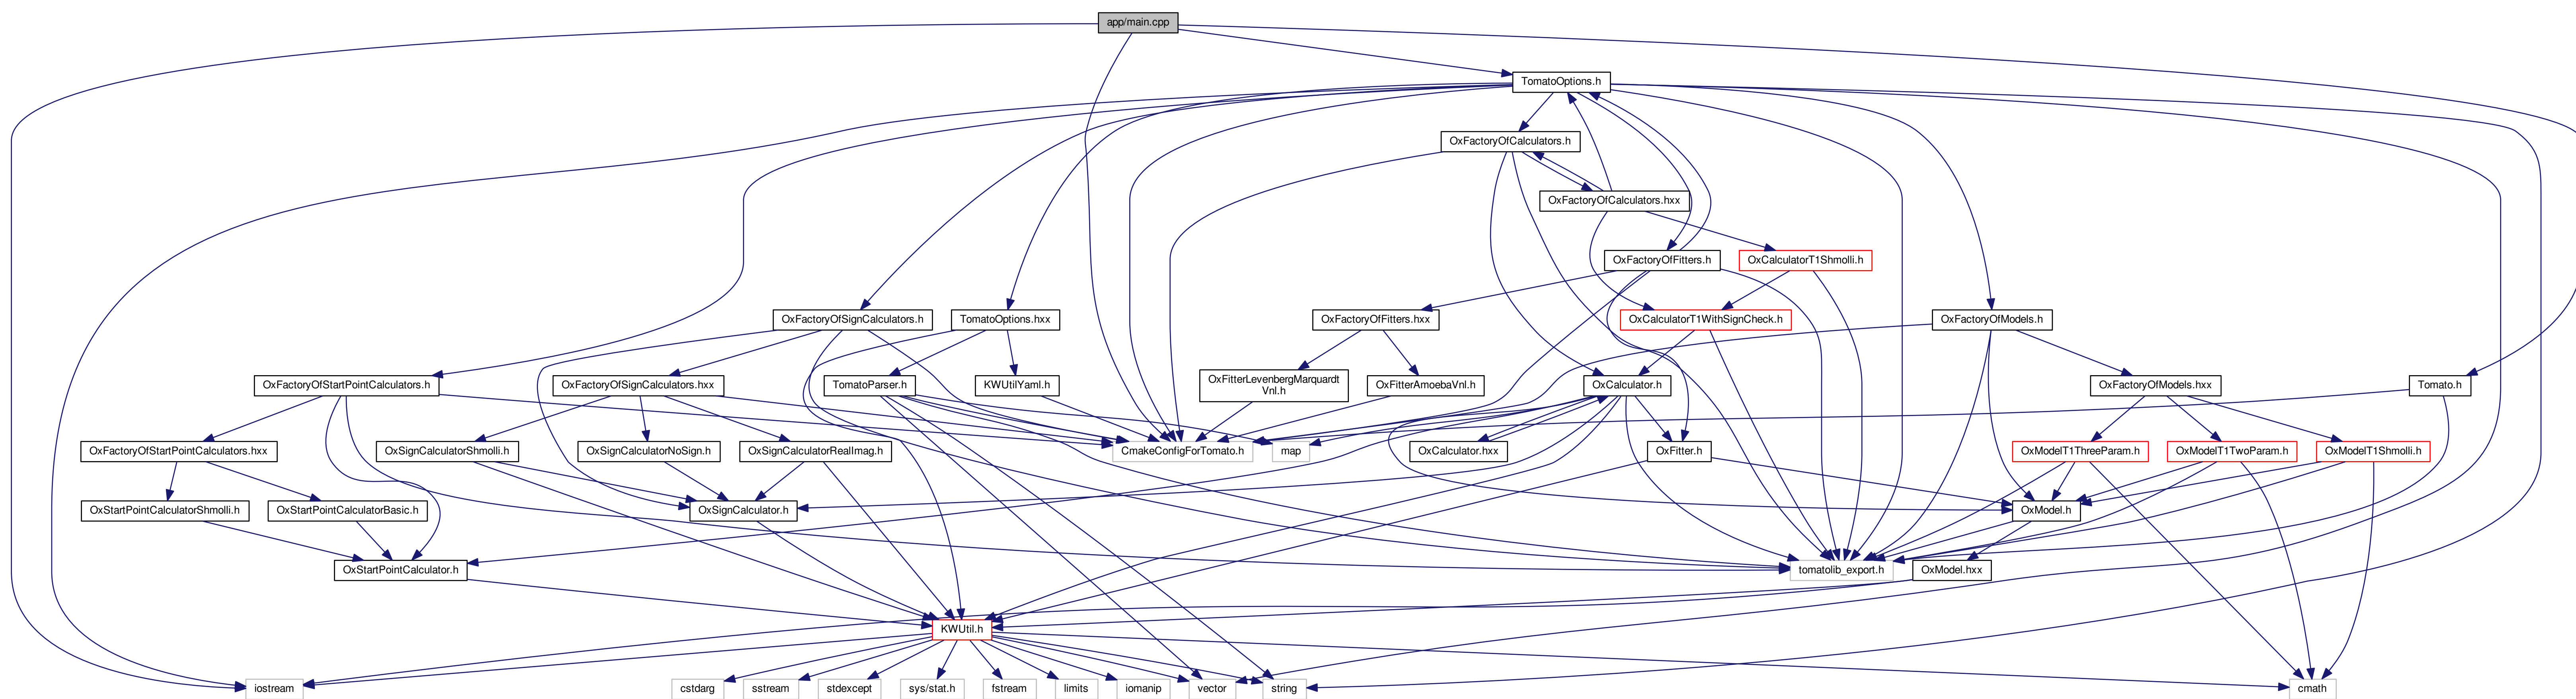 app/main.cpp
TomatoOptions.h
OxFactoryOfCalculators.h
OxFactoryOfCalculators.hxx
OxFactoryOfFitters.h
OxCalculatorT1Shmolli.h
OxFactoryOfSignCalculators.h
TomatoOptions.hxx
OxFactoryOfFitters.hxx
OxCalculatorT1WithSignCheck.h
OxFactoryOfModels.h
OxFactoryOfStartPointCalculators.h
OxFactoryOfSignCalculators.hxx
TomatoParser.h
KWUtilYaml.h
OxFitterLevenbergMarquardt
Vnl.h
OxFitterAmoebaVnl.h
OxCalculator.h
OxFactoryOfModels.hxx
Tomato.h
OxFactoryOfStartPointCalculators.hxx
OxSignCalculatorShmolli.h
OxSignCalculatorNoSign.h
OxSignCalculatorRealImag.h
CmakeConfigForTomato.h
map
OxCalculator.hxx
OxFitter.h
OxModelT1ThreeParam.h
OxModelT1TwoParam.h
OxModelT1Shmolli.h
OxStartPointCalculatorShmolli.h
OxStartPointCalculatorBasic.h
OxSignCalculator.h
OxModel.h
OxStartPointCalculator.h
tomatolib_export.h
OxModel.hxx
KWUtil.h
iostream
cstdarg
sstream
stdexcept
sys/stat.h
fstream
limits
iomanip
vector
string
cmath